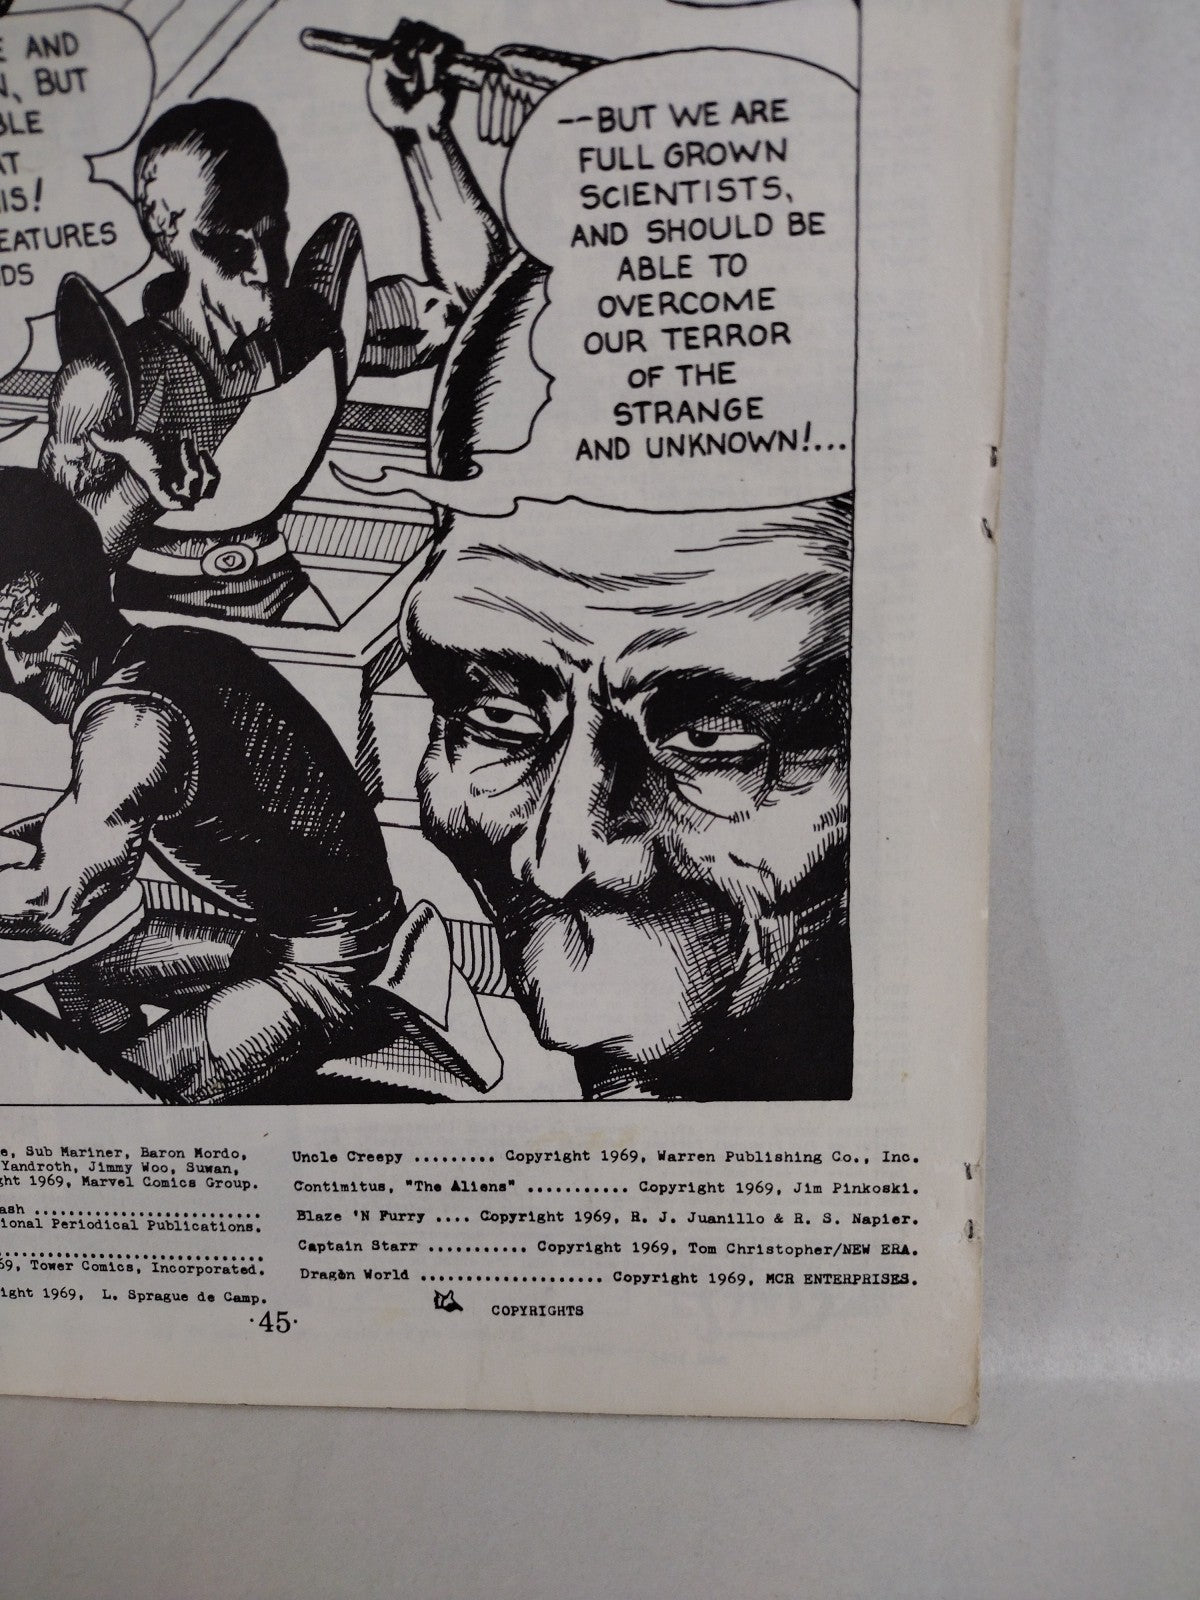 E AND
N, BUT
BLE
AT
IS!
EATURES
DS
--BUT WE ARE
FULL GROWN
SCIENTISTS,
AND SHOULD BE
ABLE TO
OVERCOME
OUR TERROR
OF THE
STRANGE
AND UNKNOWN!...
e, Sub Mariner, Baron Mordo,
Yandroth, Jimmy Woo, Suwan,
ght 1969, Marvel Comics Group.
ash .........................
ional Periodical Publications.
..............................
69, Tower Comics, Incorporated.
ight 1969, L. Sprague de Camp.
Uncle Creepy ......... Copyright 1969, Warren Publishing Co., Inc.
Contimitus, "The Aliens" ........... Copyright 1969, Jim Pinkoski.
Blaze 'N Furry .... Copyright 1969, R. J. Juanillo & R. S. Napier.
Captain Starr ........... Copyright 1969, Tom Christopher/NEW ERA.
Dragon World .................... Copyright 1969, MCR ENTERPRISES.
COPYRIGHTS
·45·